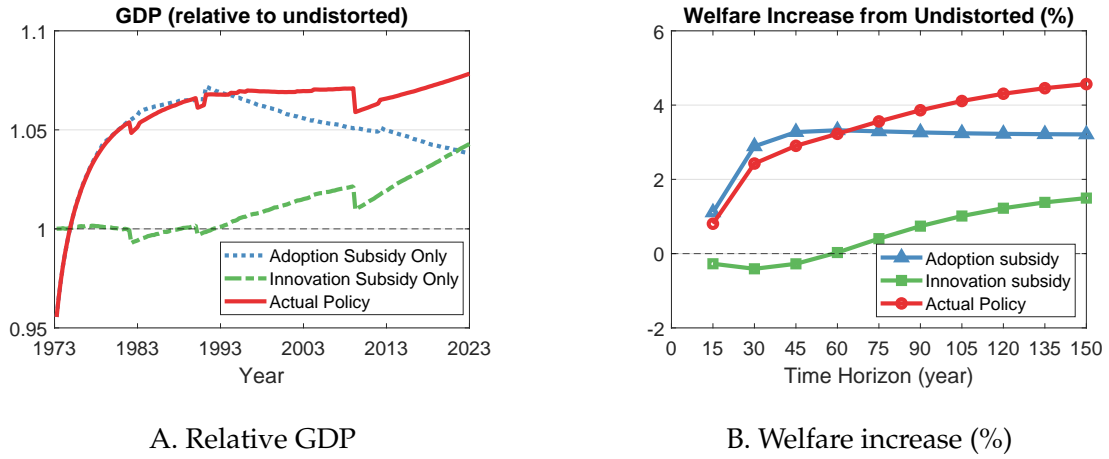 GDP (relative to undistorted)
1.1
1.05
1
0.95
1973
1983
1993
2003
2013
2023
Year
Adoption Subsidy Only
Innovation Subsidy Only
Actual Policy
A. Relative GDP
Welfare Increase from Undistorted (%)
6
4
2
0
-2
0
15
30
45
60
75
90
105
120
135
150
Time Horizon (year)
Adoption subsidy
Innovation subsidy
Actual Policy
B. Welfare increase (%)